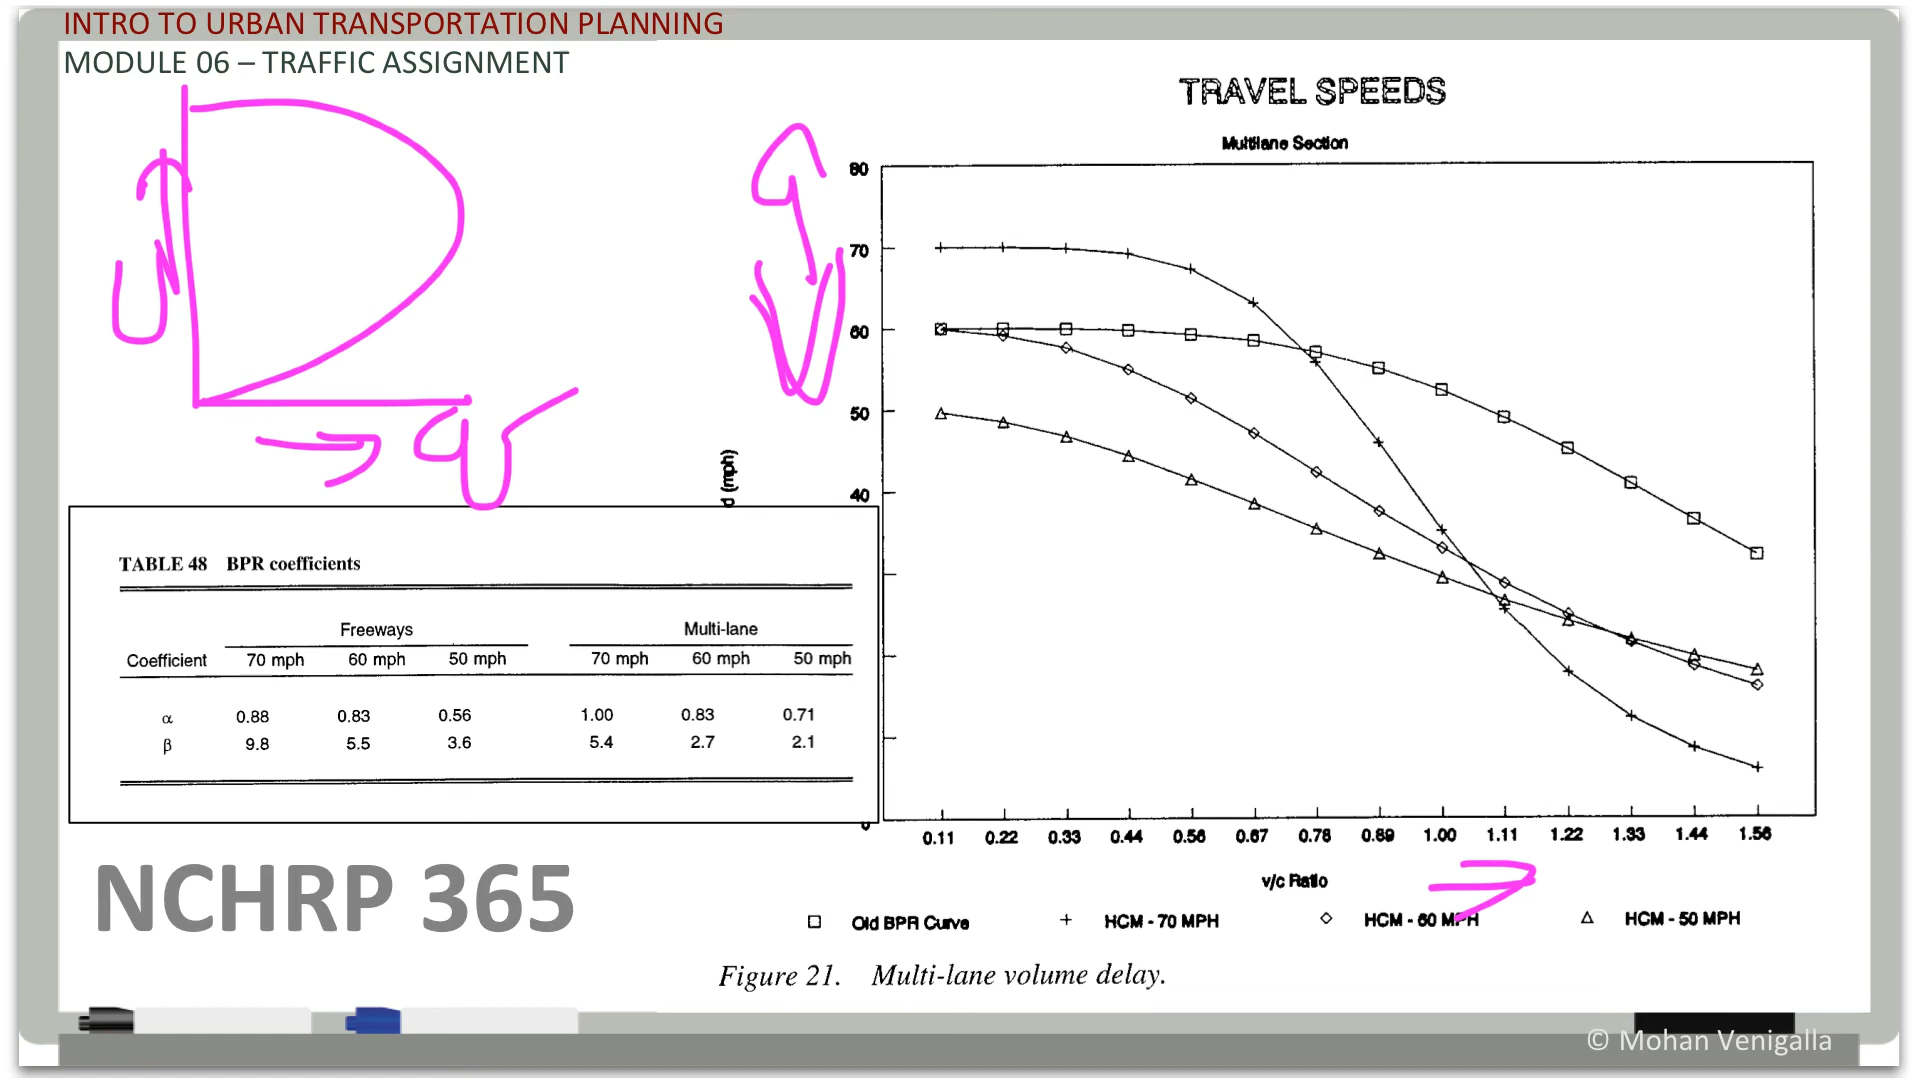 INTRO TO URBAN TRANSPORTATION PLANNING
MODULE 06 – TRAFFIC ASSIGNMENT
TRAVEL SPEEDS
Multilane Section
80
70
60
50
40
d (mph)
u
q
v
TABLE 48 BPR coefficients
Freeways Multi-lane
Coefficient 70 mph 60 mph 50 mph 70 mph 60 mph 50 mph
α 0.88 0.83 0.56 1.00 0.83 0.71
β 9.8 5.5 3.6 5.4 2.7 2.1
0.11 0.22 0.33 0.44 0.56 0.67 0.78 0.89 1.00 1.11 1.22 1.33 1.44 1.56
v/c Ratio
Old BPR Curve HCM - 70 MPH HCM - 60 MPH HCM - 50 MPH
Figure 21. Multi-lane volume delay.
NCHRP 365
© Mohan Venigalla